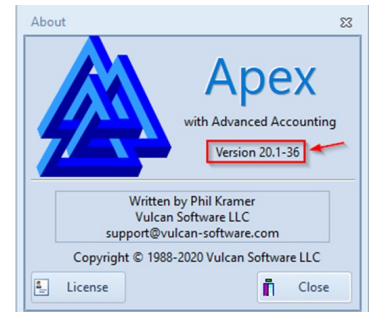 About
Apex
with Advanced Accounting
Version 20.1-36
Written by Phil Kramer
Vulcan Software LLC
support@vulcan-software.com
Copyright © 1988-2020 Vulcan Software LLC
License
Close